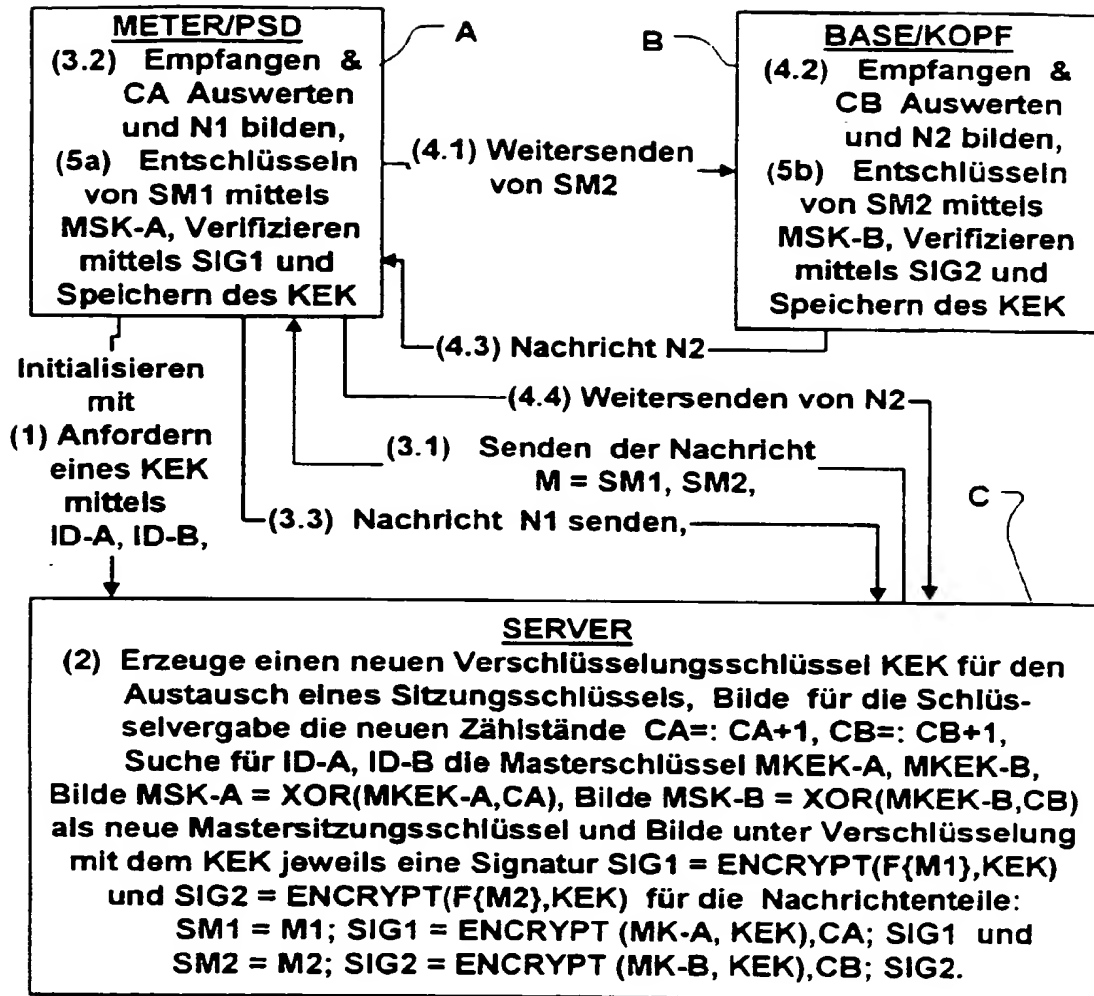 METER/PSD
(3.2) Empfangen &
CA Auswerten
und N1 bilden,
(5a) Entschlüsseln
von SM1 mittels
MSK-A, Verifizieren
mittels SIG1 und
Speichern des KEK
A
B
BASE/KOPF
(4.2) Empfangen &
CB Auswerten
und N2 bilden,
(5b) Entschlüsseln
von SM2 mittels
MSK-B, Verifizieren
mittels SIG2 und
Speichern des KEK
(4.1) Weitersenden
von SM2
(4.3) Nachricht N2
(4.4) Weitersenden von N2
Initialisieren
mit
(1) Anfordern
eines KEK
mittels
ID-A, ID-B,
(3.1) Senden der Nachricht
M = SM1, SM2,
(3.3) Nachricht N1 senden,
C
SERVER
(2) Erzeuge einen neuen Verschlüsselungsschlüssel KEK für den
Austausch eines Sitzungsschlüssels, Bilde für die Schlüs-
selvergabe die neuen Zählstände CA=: CA+1, CB=: CB+1,
Suche für ID-A, ID-B die Masterschlüssel MKEK-A, MKEK-B,
Bilde MSK-A = XOR(MKEK-A,CA), Bilde MSK-B = XOR(MKEK-B,CB)
als neue Mastersitzungsschlüssel und Bilde unter Verschlüsselung
mit dem KEK jeweils eine Signatur SIG1 = ENCRYPT(F{M1},KEK)
und SIG2 = ENCRYPT(F{M2},KEK) für die Nachrichtenteile:
SM1 = M1; SIG1 = ENCRYPT (MK-A, KEK),CA; SIG1 und
SM2 = M2; SIG2 = ENCRYPT (MK-B, KEK),CB; SIG2.